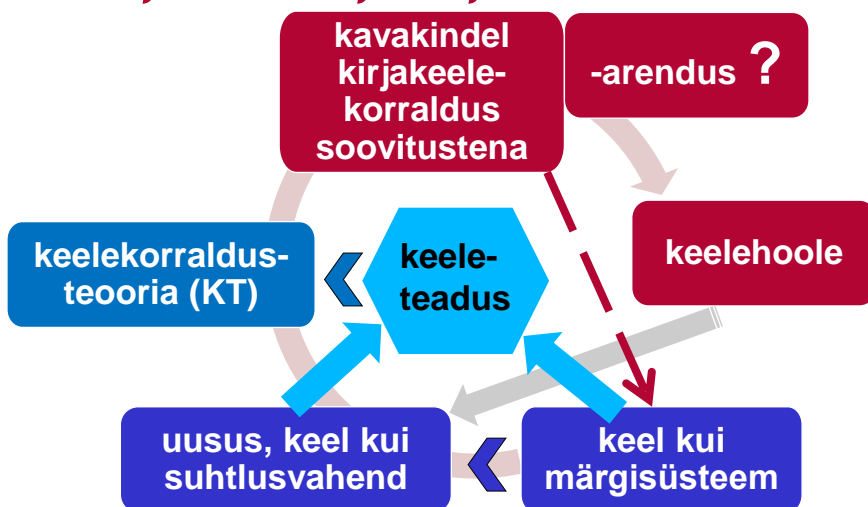 kavakindel
kirjakeele-
korraldus
soovitustena
-arendus ?
keelehoole
keelekorraldus-
teooria (KT)
keele-
teadus
uusus, keel kui
suhtlusvahend
keel kui
märgisüsteem